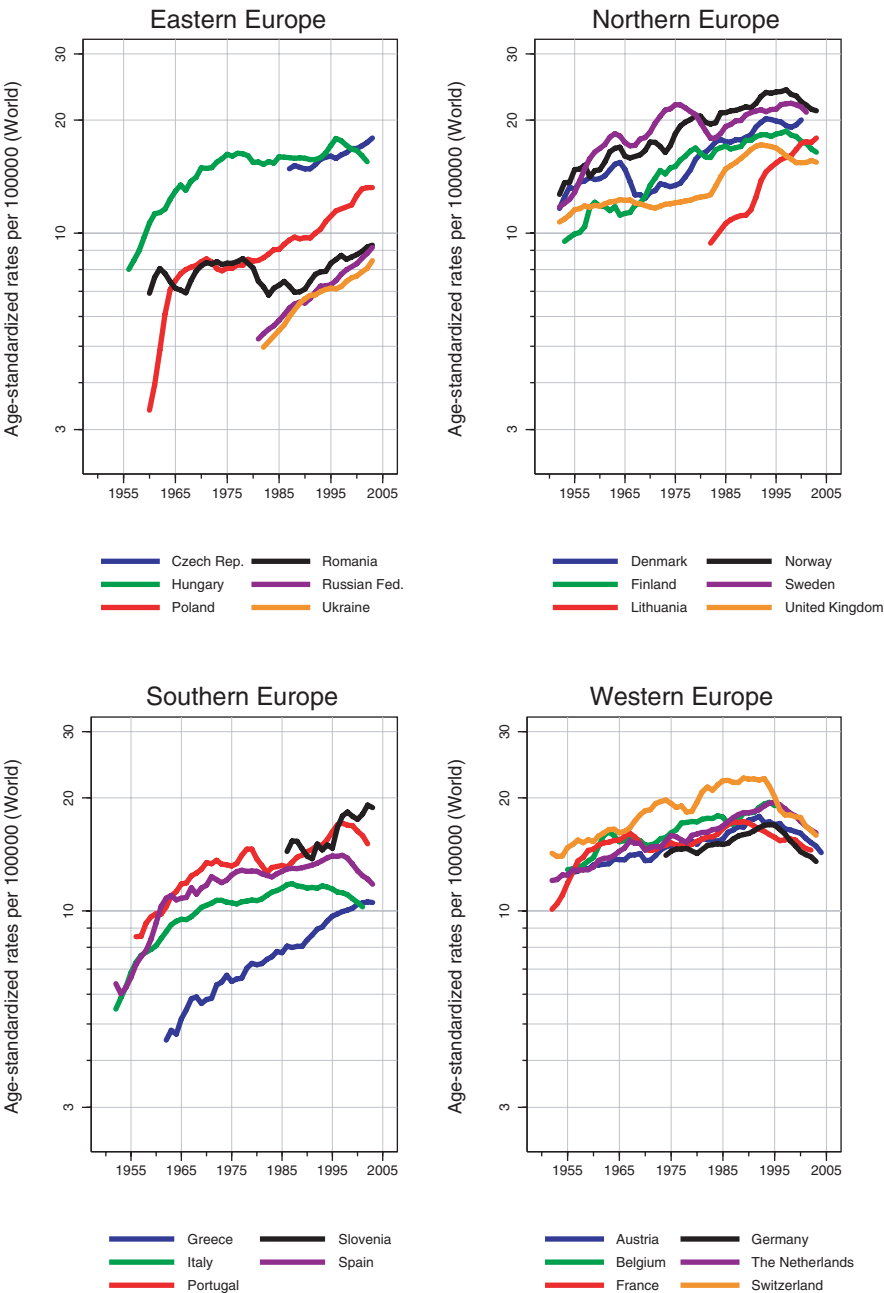 Eastern Europe
Age-standardized rates per 100000 (World)
30
20
10
3
1955 1965 1975 1985 1995 2005
Czech Rep. Romania
Hungary Russian Fed.
Poland Ukraine
Northern Europe
Age-standardized rates per 100000 (World)
30
20
10
3
1955 1965 1975 1985 1995 2005
Denmark Norway
Finland Sweden
Lithuania United Kingdom
Southern Europe
Age-standardized rates per 100000 (World)
30
20
10
3
1955 1965 1975 1985 1995 2005
Greece Slovenia
Italy Spain
Portugal
Western Europe
Age-standardized rates per 100000 (World)
30
20
10
3
1955 1965 1975 1985 1995 2005
Austria Germany
Belgium The Netherlands
France Switzerland